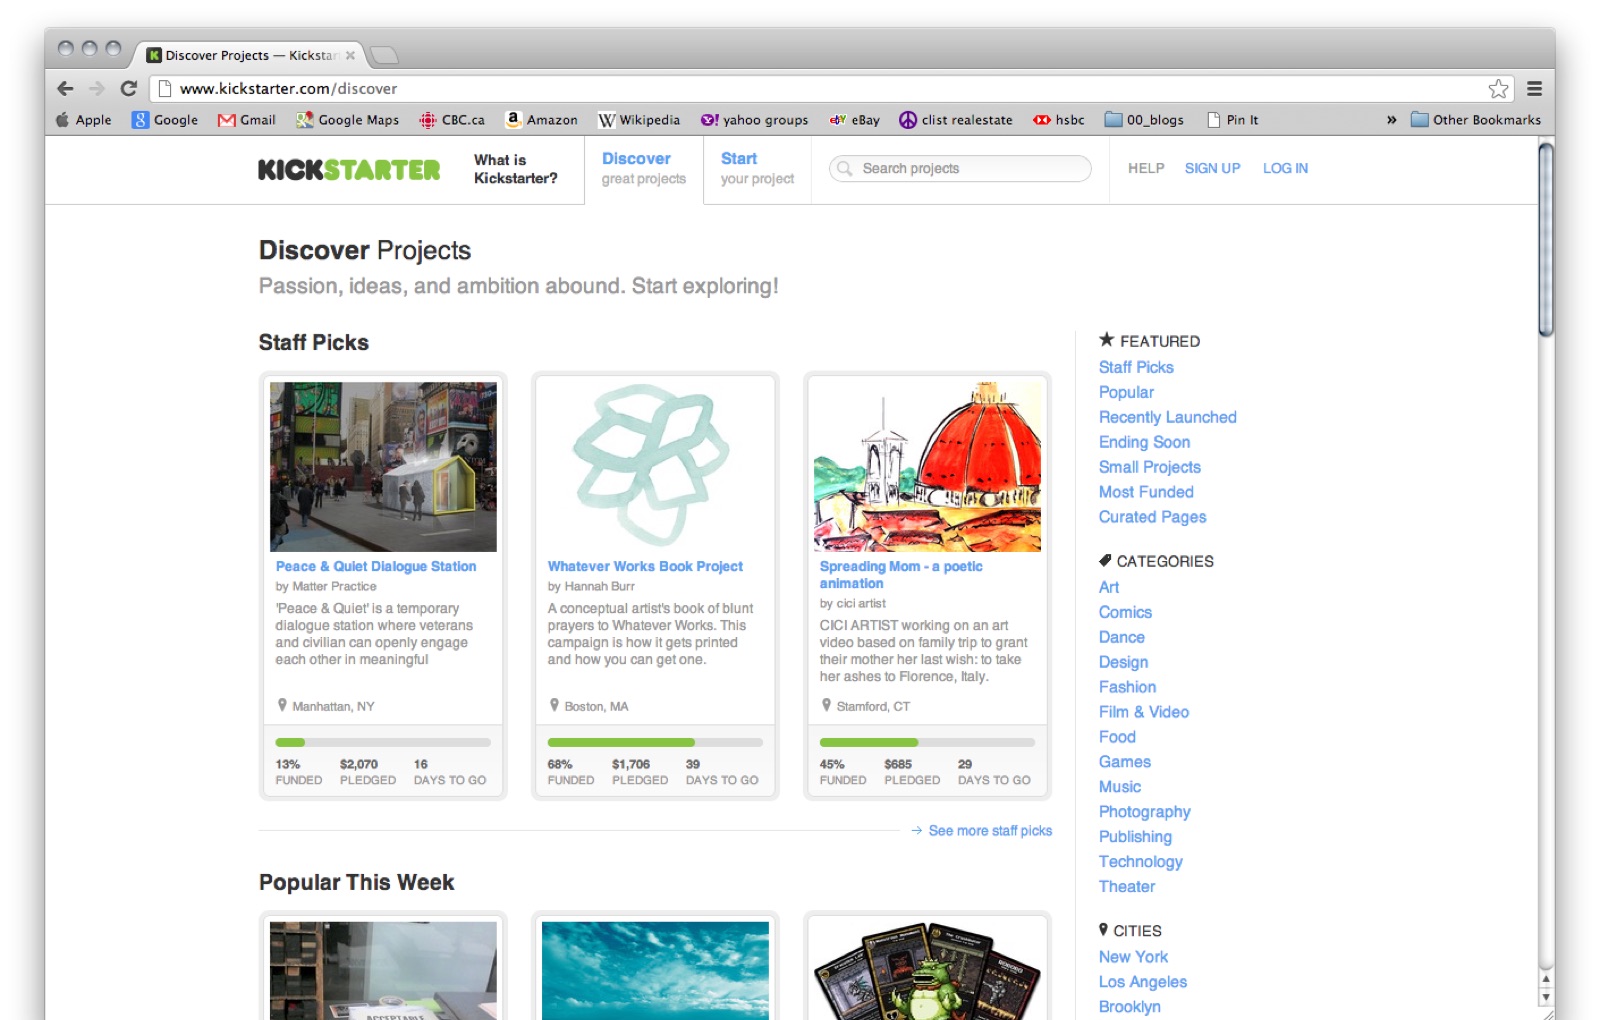 Discover Projects — Kickstar
www.kickstarter.com/discover
Apple Google Gmail Google Maps CBC.ca Amazon Wikipedia yahoo groups eBay clist realestate hsbc 00_blogs Pin It » Other Bookmarks
KICKSTARTER
What is
Kickstarter?
Discover
great projects
Start
your project
Search projects
HELP SIGN UP LOG IN
Discover Projects
Passion, ideas, and ambition abound. Start exploring!
Staff Picks
Peace & Quiet Dialogue Station
by Matter Practice
'Peace & Quiet' is a temporary
dialogue station where veterans
and civilian can openly engage
each other in meaningful
Manhattan, NY
13% $2,070 16
FUNDED PLEDGED DAYS TO GO
Whatever Works Book Project
by Hannah Burr
A conceptual artist's book of blunt
prayers to Whatever Works. This
campaign is how it gets printed
and how you can get one.
Boston, MA
68% $1,706 39
FUNDED PLEDGED DAYS TO GO
Spreading Mom - a poetic
animation
by cici artist
CICI ARTIST working on an art
video based on family trip to grant
their mother her last wish: to take
her ashes to Florence, Italy.
Stamford, CT
45% $685 29
FUNDED PLEDGED DAYS TO GO
→ See more staff picks
Popular This Week
ACCEPTABLE
★ FEATURED
Staff Picks
Popular
Recently Launched
Ending Soon
Small Projects
Most Funded
Curated Pages
CATEGORIES
Art
Comics
Dance
Design
Fashion
Film & Video
Food
Games
Music
Photography
Publishing
Technology
Theater
CITIES
New York
Los Angeles
Brooklyn